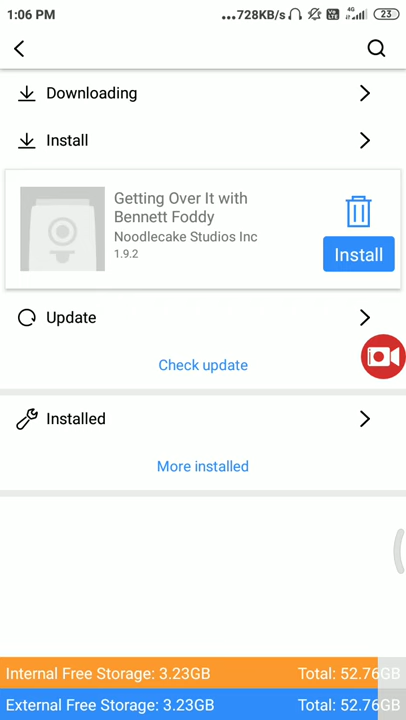 1:06 PM ...728KB/s 4G 23
Downloading
Install
Getting Over It with
Bennett Foddy
Noodlecake Studios Inc
1.9.2
Install
Update
Check update
Installed
More installed
Internal Free Storage: 3.23GB Total: 52.76GB
External Free Storage: 3.23GB Total: 52.76GB